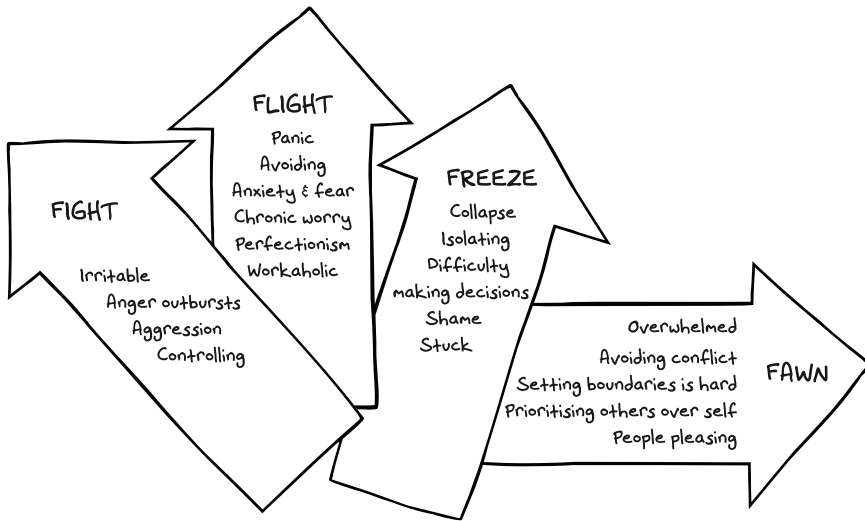 FIGHT
Irritable
Anger outbursts
Aggression
Controlling
FLIGHT
Panic
Avoiding
Anxiety & fear
Chronic worry
Perfectionism
Workaholic
FREEZE
Collapse
Isolating
Difficulty
making decisions
Shame
Stuck
FAWN
Overwhelmed
Avoiding conflict
Setting boundaries is hard
Prioritising others over self
People pleasing